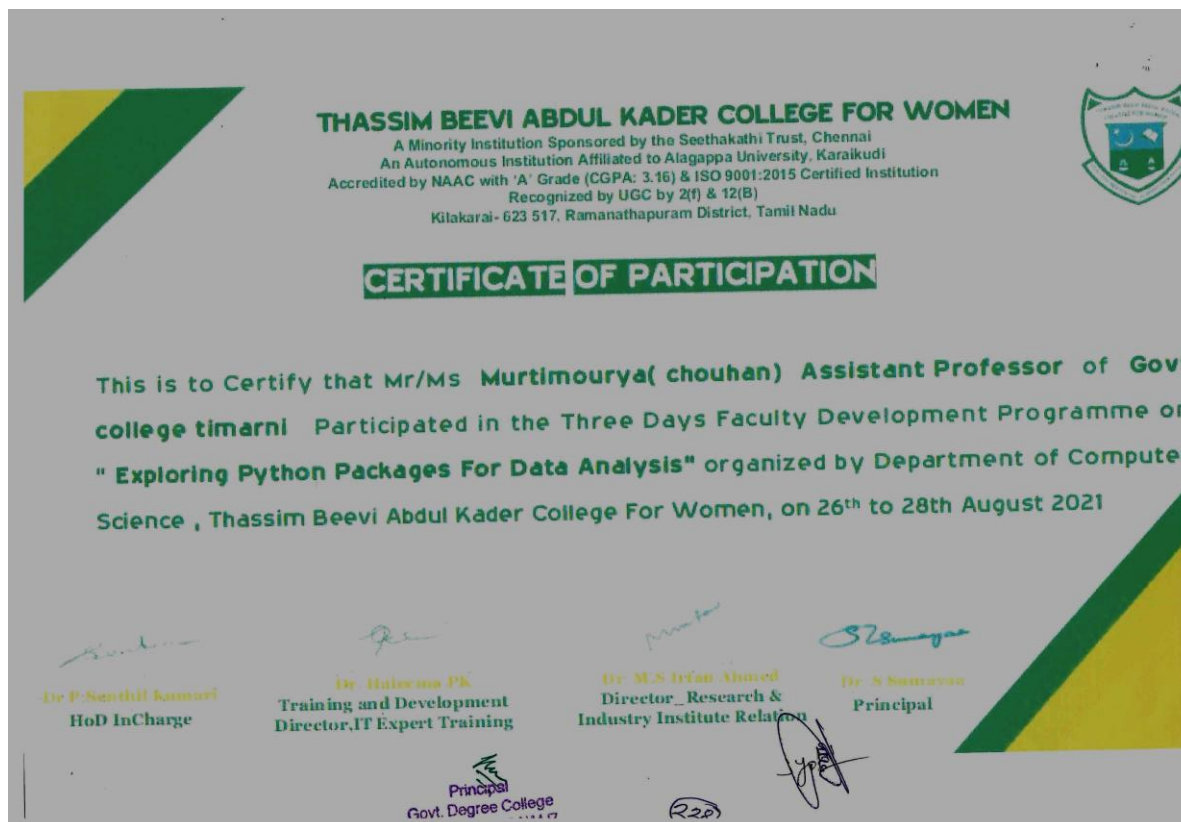 THASSIM BEEVI ABDUL KADER COLLEGE FOR WOMEN
A Minority Institution Sponsored by the Seethakathi Trust, Chennai
An Autonomous Institution Affiliated to Alagappa University, Karaikudi
Accredited by NAAC with 'A' Grade (CGPA: 3.16) & ISO 9001:2015 Certified Institution
Recognized by UGC by 2(f) & 12(B)
Kilakarai- 623 517, Ramanathapuram District, Tamil Nadu
CERTIFICATE OF PARTICIPATION
This is to Certify that Mr/Ms Murtimourya( chouhan) Assistant Professor of Gov
college timarni Participated in the Three Days Faculty Development Programme on
" Exploring Python Packages For Data Analysis" organized by Department of Compute
Science , Thassim Beevi Abdul Kader College For Women, on 26th to 28th August 2021
Dr P.Senthil Kumari
HoD InCharge
Dr. Haleema PK
Training and Development
Director,IT Expert Training
Dr M.S Irfan Ahmed
Director_Research &
Industry Institute Relation
Dr S Sumayaa
Principal
Principal
Govt. Degree College
220